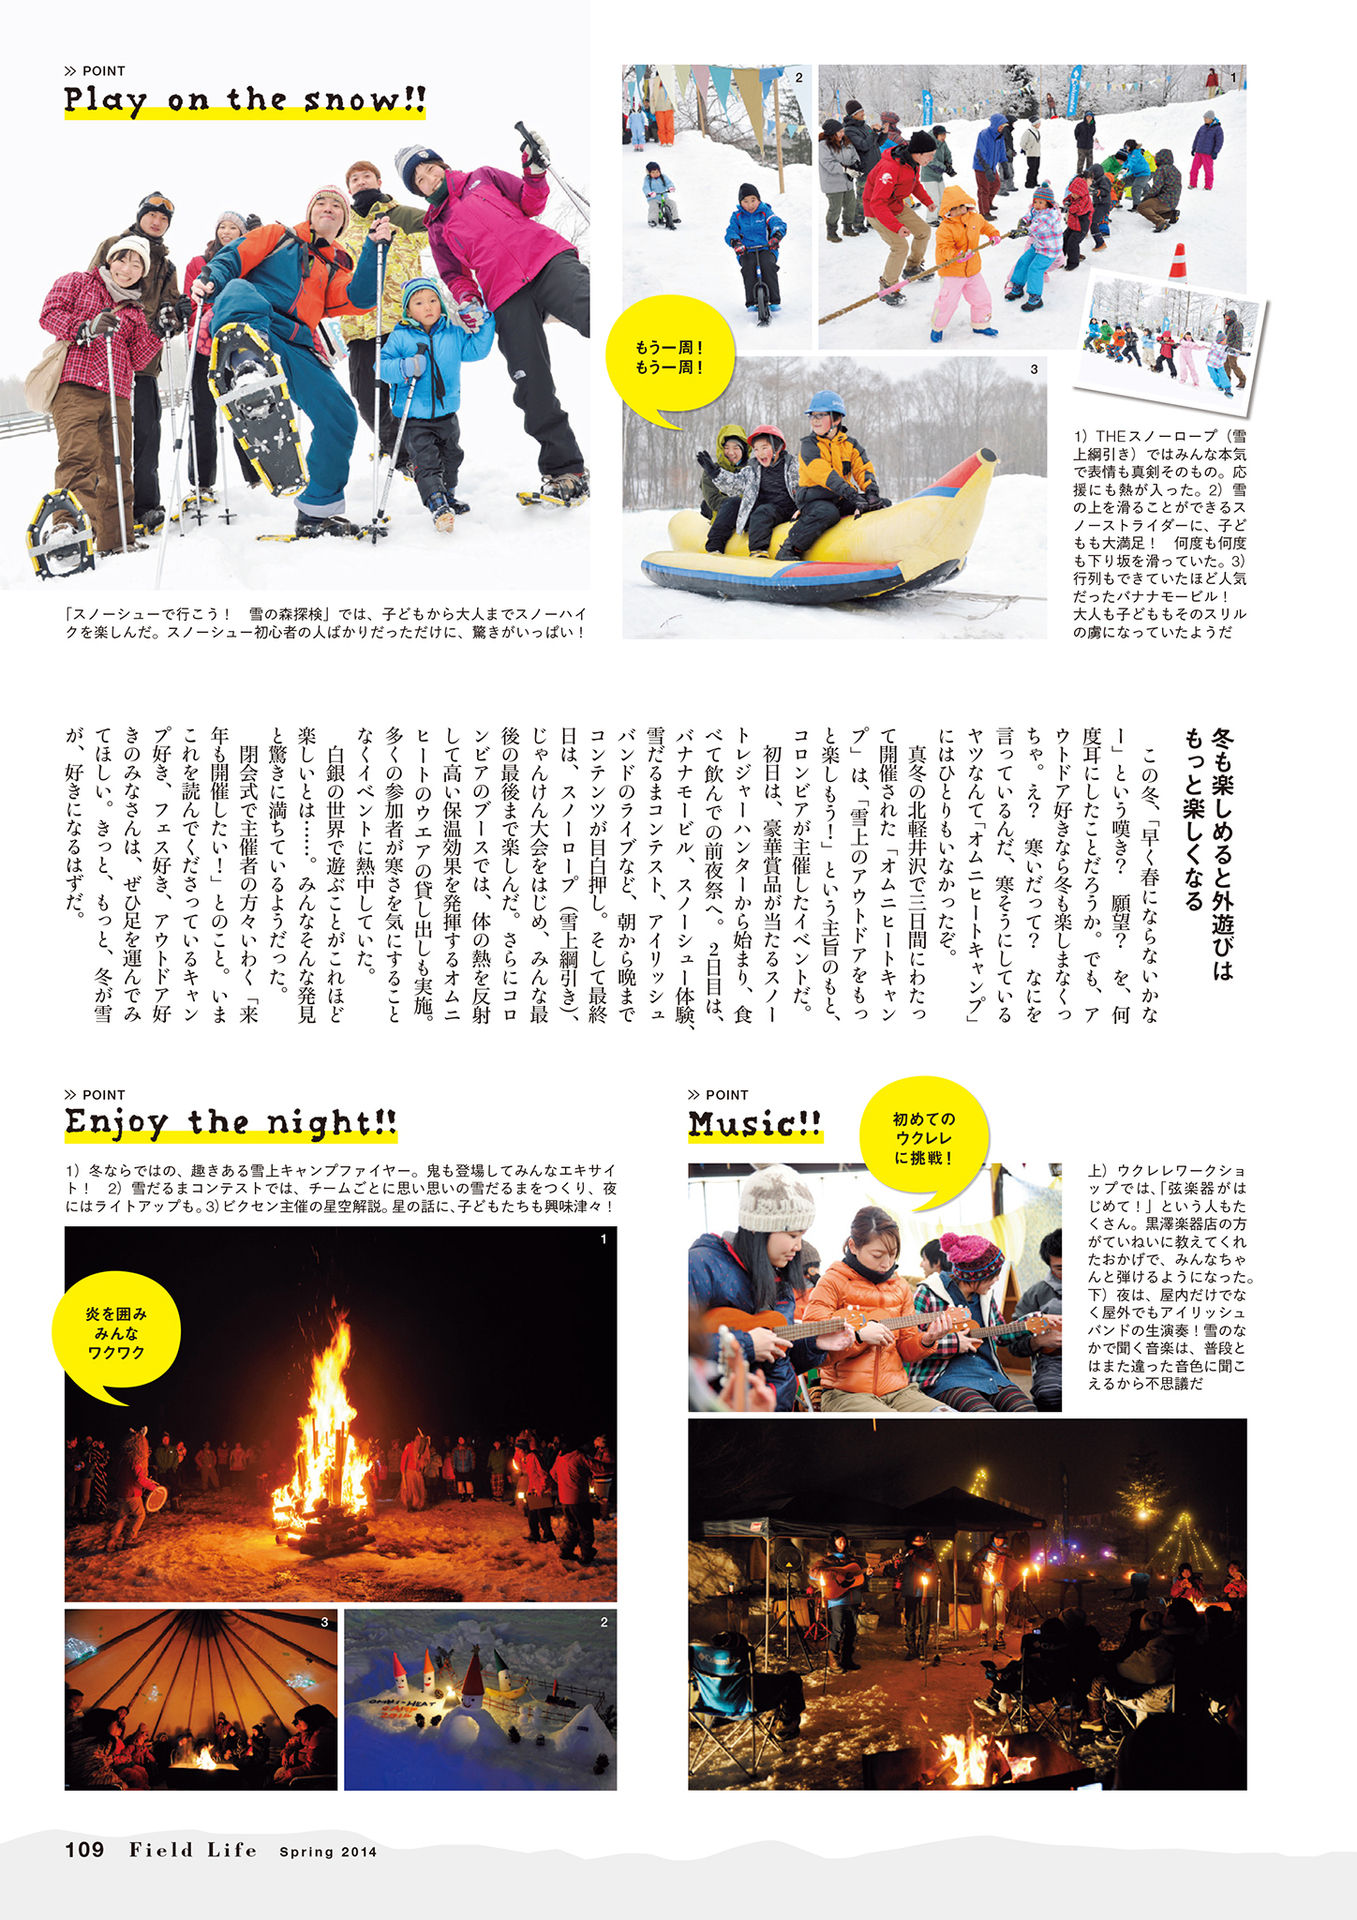 POINT
Play on the snow!!
「スノーシューで行こう！　雪の森探検」では、子どもから大人までスノーハイ
クを楽しんだ。スノーシュー初心者の人ばかりだっただけに、驚きがいっぱい！
2
1
もう一周！
もう一周！
3
1）THEスノーロープ（雪
上綱引き）ではみんな本気
で表情も真剣そのもの。応
援にも熱が入った。2）雪
の上を滑ることができるス
ノーストライダーに、子ど
もも大満足！　何度も何度
も下り坂を滑っていた。3）
行列もできていたほど人気
だったバナナモービル！
大人も子どももそのスリル
の虜になっていたようだ
冬も楽しめると外遊びは
もっと楽しくなる
この冬、「早く春にならないかな
ー」という嘆き？　願望？　を、何
度耳にしたことだろうか。でも、ア
ウトドア好きなら冬も楽しまなくっ
ちゃ。え？　寒いだって？　なにを
言っているんだ、寒そうにしている
ヤツなんて「オムニヒートキャンプ」
にはひとりもいなかったぞ。
真冬の北軽井沢で三日間にわたっ
て開催された「オムニヒートキャン
プ」は、「雪上のアウトドアをもっ
と楽しもう！」という主旨のもと、
コロンビアが主催したイベントだ。
初日は、豪華賞品が当たるスノー
トレジャーハンターから始まり、食
べて飲んでの前夜祭へ。2日目は、
バナナモービル、スノーシュー体験、
雪だるまコンテスト、アイリッシュ
バンドのライブなど、朝から晩まで
コンテンツが目白押し。そして最終
日は、スノーロープ（雪上綱引き）、
じゃんけん大会をはじめ、みんな最
後の最後まで楽しんだ。さらにコロ
ンビアのブースでは、体の熱を反射
して高い保温効果を発揮するオムニ
ヒートのウエアの貸し出しも実施。
多くの参加者が寒さを気にすること
なくイベントに熱中していた。
白銀の世界で遊ぶことがこれほど
楽しいとは……。みんなそんな発見
と驚きに満ちているようだった。
閉会式で主催者の方々いわく「来
年も開催したい！」とのこと。いま
これを読んでくださっているキャン
プ好き、フェス好き、アウトドア好
きのみなさんは、ぜひ足を運んでみ
てほしい。きっと、もっと、冬が雪
が、好きになるはずだ。
POINT
Enjoy the night!!
1）冬ならではの、趣きある雪上キャンプファイヤー。鬼も登場してみんなエキサイ
ト！　2）雪だるまコンテストでは、チームごとに思い思いの雪だるまをつくり、夜
にはライトアップも。3）ビクセン主催の星空解説。星の話に、子どもたちも興味津々！
1
炎を囲み
みんな
ワクワク
3
2
OMNI-HEAT
CAMP
2014
POINT
Music!!
初めての
ウクレレ
に挑戦！
上）ウクレレワークショ
ップでは、「弦楽器がは
じめて！」という人もた
くさん。黒澤楽器店の方
がていねいに教えてくれ
たおかげで、みんなちゃ
んと弾けるようになった。
下）夜は、屋内だけでな
く屋外でもアイリッシュ
バンドの生演奏！雪のな
かで聞く音楽は、普段と
はまた違った音色に聞こ
えるから不思議だ
109 Field Life Spring 2014